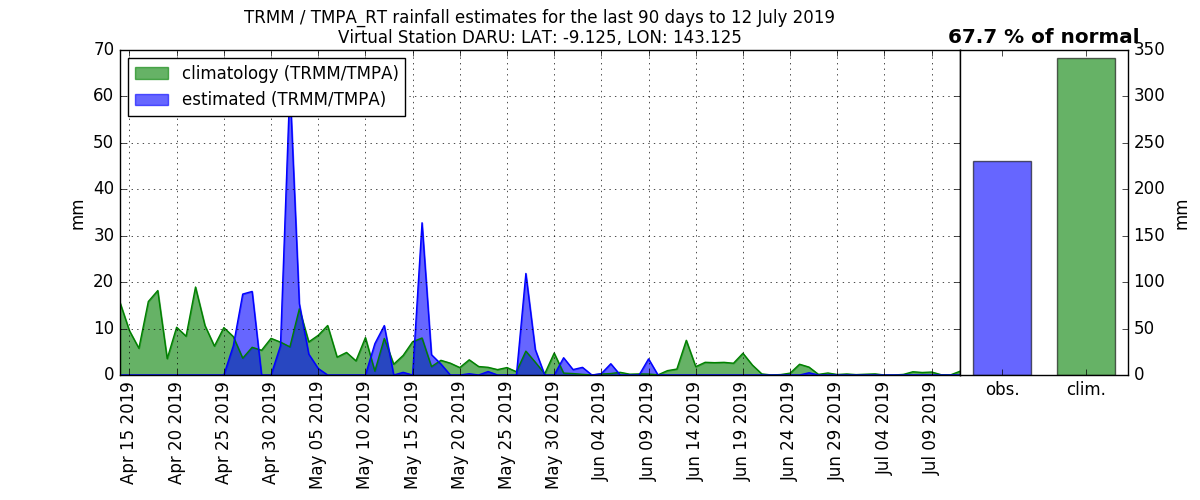 TRMM / TMPA_RT rainfall estimates for the last 90 days to 12 July 2019
Virtual Station DARU: LAT: -9.125, LON: 143.125
67.7 % of normal
climatology (TRMM/TMPA)
estimated (TRMM/TMPA)
70
60
50
40
30
20
10
0
mm
Apr 15 2019
Apr 20 2019
Apr 25 2019
Apr 30 2019
May 05 2019
May 10 2019
May 15 2019
May 20 2019
May 25 2019
May 30 2019
Jun 04 2019
Jun 09 2019
Jun 14 2019
Jun 19 2019
Jun 24 2019
Jun 29 2019
Jul 04 2019
Jul 09 2019
obs.
clim.
350
300
250
200
150
100
50
0
mm